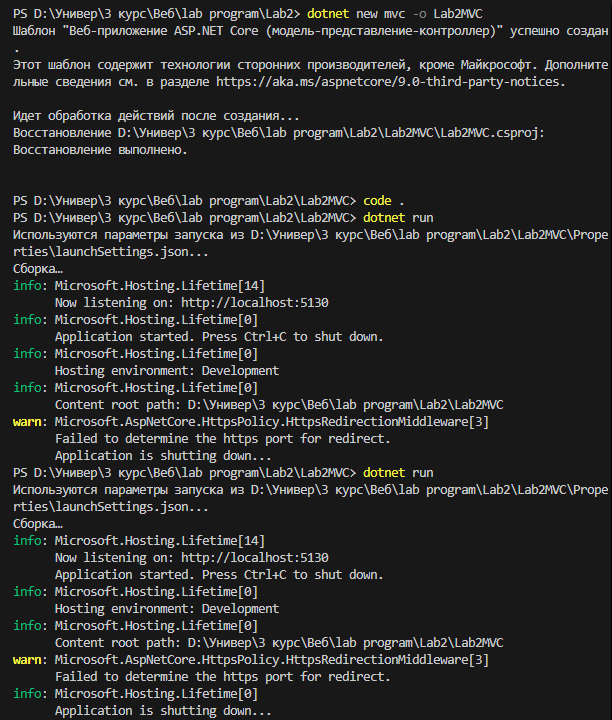 PS D:\Универ\3 курс\Веб\lab program\Lab2> dotnet new mvc -o Lab2MVC
Шаблон "Веб-приложение ASP.NET Core (модель-представление-контроллер)" успешно создан
.
Этот шаблон содержит технологии сторонних производителей, кроме Майкрософт. Дополните
льные сведения см. в разделе https://aka.ms/aspnetcore/9.0-third-party-notices.
Идет обработка действий после создания...
Восстановление D:\Универ\3 курс\Веб\lab program\Lab2\Lab2MVC\Lab2MVC.csproj:
Восстановление выполнено.
PS D:\Универ\3 курс\Веб\lab program\Lab2\Lab2MVC> code .
PS D:\Универ\3 курс\Веб\lab program\Lab2\Lab2MVC> dotnet run
Используются параметры запуска из D:\Универ\3 курс\Веб\lab program\Lab2\Lab2MVC\Prope
rties\launchSettings.json...
Сборка…
info: Microsoft.Hosting.Lifetime[14]
Now listening on: http://localhost:5130
info: Microsoft.Hosting.Lifetime[0]
Application started. Press Ctrl+C to shut down.
info: Microsoft.Hosting.Lifetime[0]
Hosting environment: Development
info: Microsoft.Hosting.Lifetime[0]
Content root path: D:\Универ\3 курс\Веб\lab program\Lab2\Lab2MVC
warn: Microsoft.AspNetCore.HttpsPolicy.HttpsRedirectionMiddleware[3]
Failed to determine the https port for redirect.
Application is shutting down...
PS D:\Универ\3 курс\Веб\lab program\Lab2\Lab2MVC> dotnet run
Используются параметры запуска из D:\Универ\3 курс\Веб\lab program\Lab2\Lab2MVC\Prope
rties\launchSettings.json...
Сборка…
info: Microsoft.Hosting.Lifetime[14]
Now listening on: http://localhost:5130
Application started. Press Ctrl+C to shut down.
info: Microsoft.Hosting.Lifetime[0]
Hosting environment: Development
info: Microsoft.Hosting.Lifetime[0]
Content root path: D:\Универ\3 курс\Веб\lab program\Lab2\Lab2MVC
warn: Microsoft.AspNetCore.HttpsPolicy.HttpsRedirectionMiddleware[3]
Failed to determine the https port for redirect.
info: Microsoft.Hosting.Lifetime[0]
Application is shutting down...